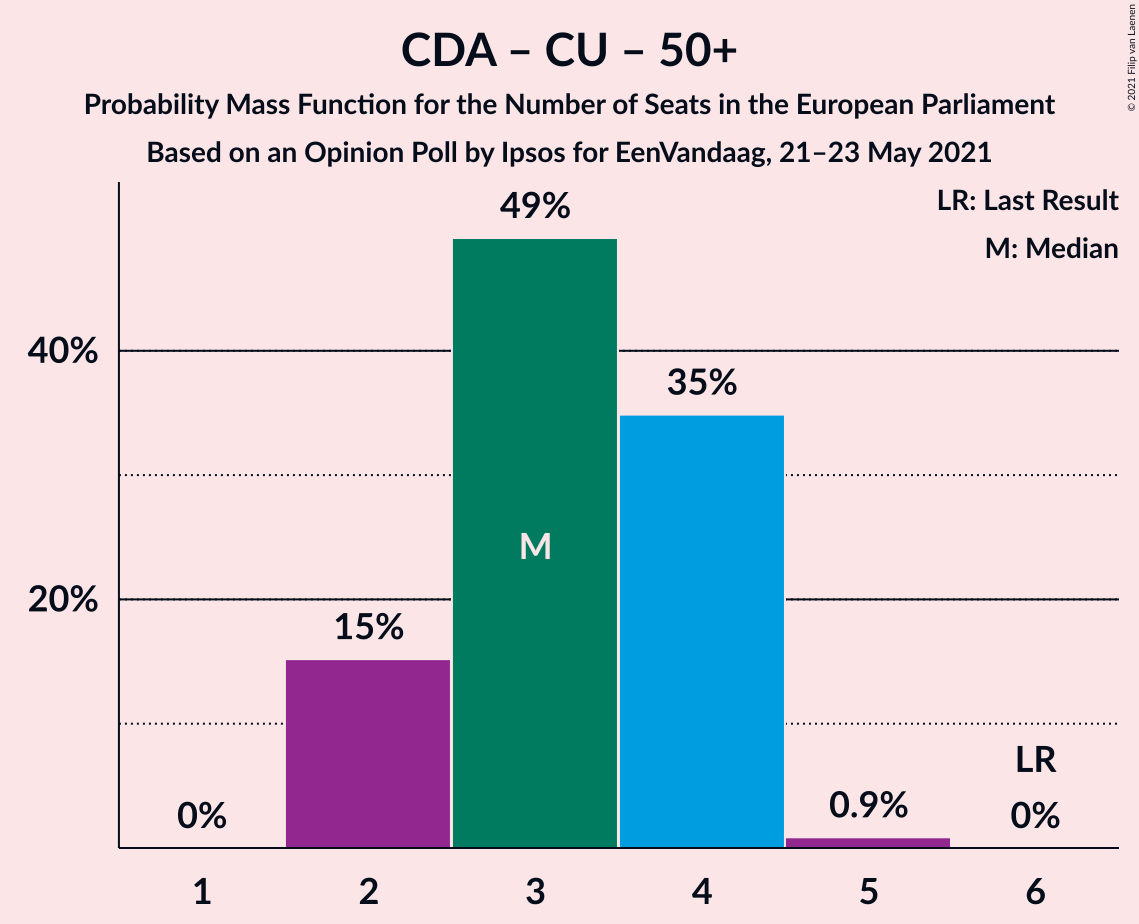 CDA – CU – 50+
Probability Mass Function for the Number of Seats in the European Parliament
Based on an Opinion Poll by Ipsos for EenVandaag, 21–23 May 2021
© 2021 Filip van Laenen
LR: Last Result
M: Median
49%
40%
35%
M
20%
15%
LR
0%
0.9%
0%
1
2
3
4
5
6